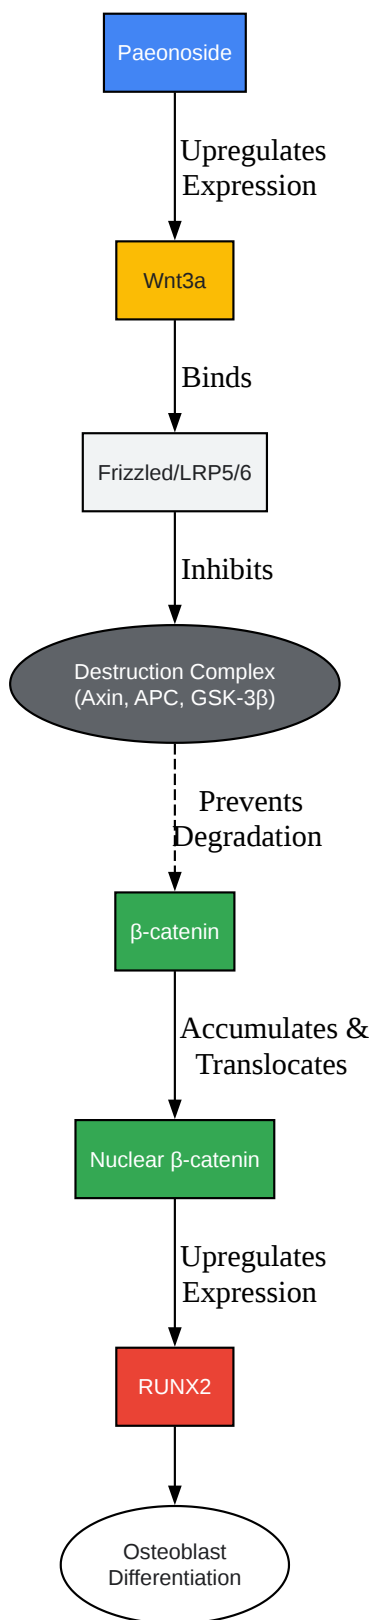 Paeonoside
Upregulates
Expression
Wnt3a
Binds
Frizzled/LRP5/6
Inhibits
Destruction Complex
(Axin, APC, GSK-3β)
Prevents
Degradation
β-catenin
Accumulates &
Translocates
Nuclear β-catenin
Upregulates
Expression
RUNX2
Osteoblast
Differentiation